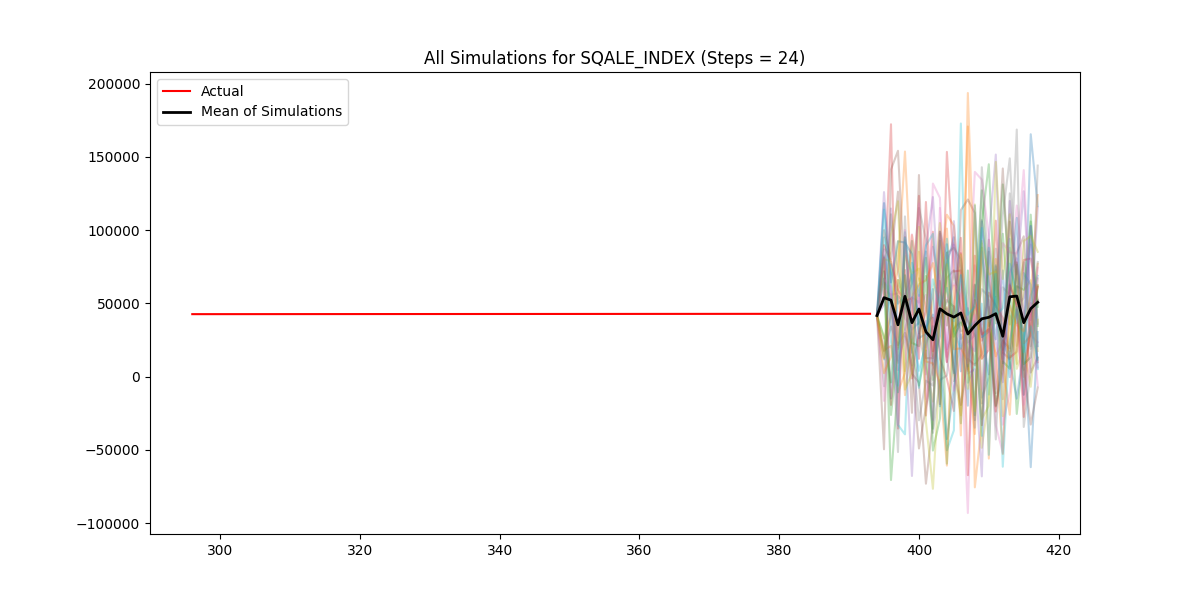 All Simulations for SQALE_INDEX (Steps = 24)
Actual
Mean of Simulations
200000
150000
100000
50000
0
−50000
−100000
300 320 340 360 380 400 420